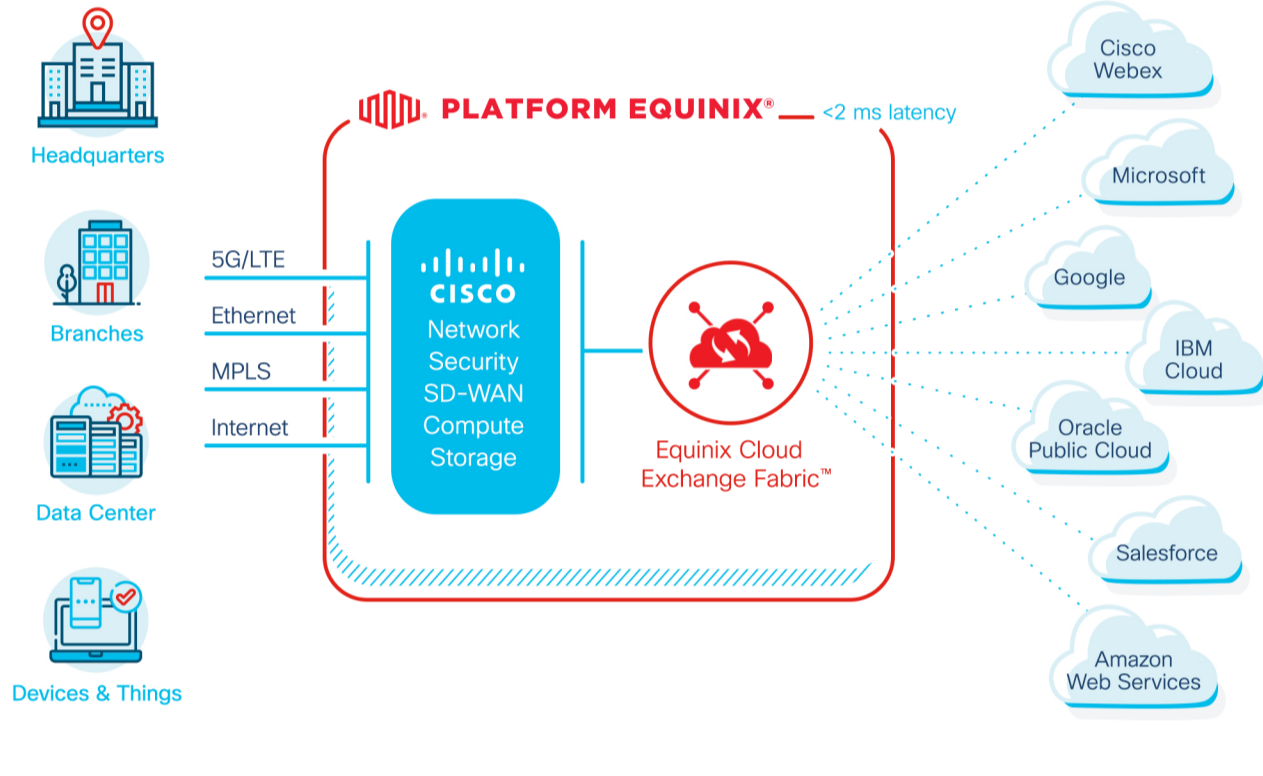 Headquarters
Branches
Data Center
Devices & Things
5G/LTE
Ethernet
MPLS
Internet
PLATFORM EQUINIX®
<2 ms latency
CISCO
Network
Security
SD-WAN
Compute
Storage
Equinix Cloud
Exchange Fabric™
Cisco
Webex
Microsoft
Google
IBM
Cloud
Oracle
Public Cloud
Salesforce
Amazon
Web Services